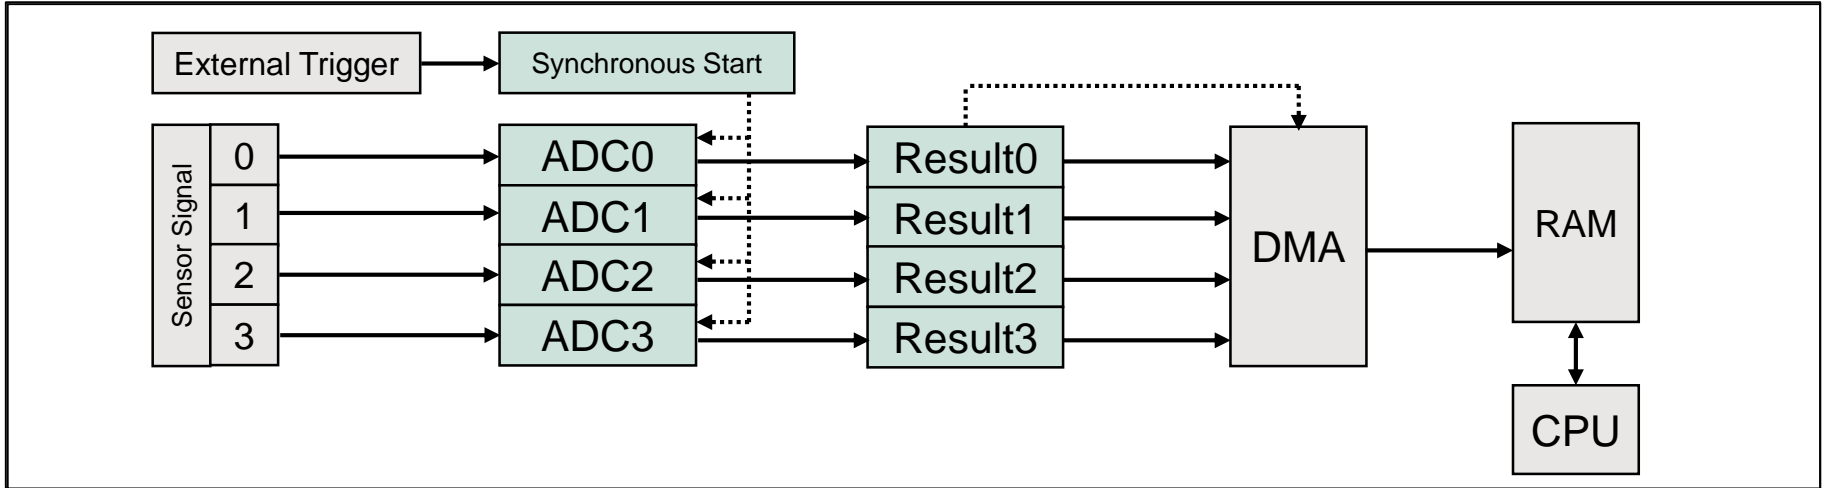 External Trigger
Synchronous Start
Sensor Signal
0
1
2
3
ADC0
ADC1
ADC2
ADC3
Result0
Result1
Result2
Result3
DMA
RAM
CPU